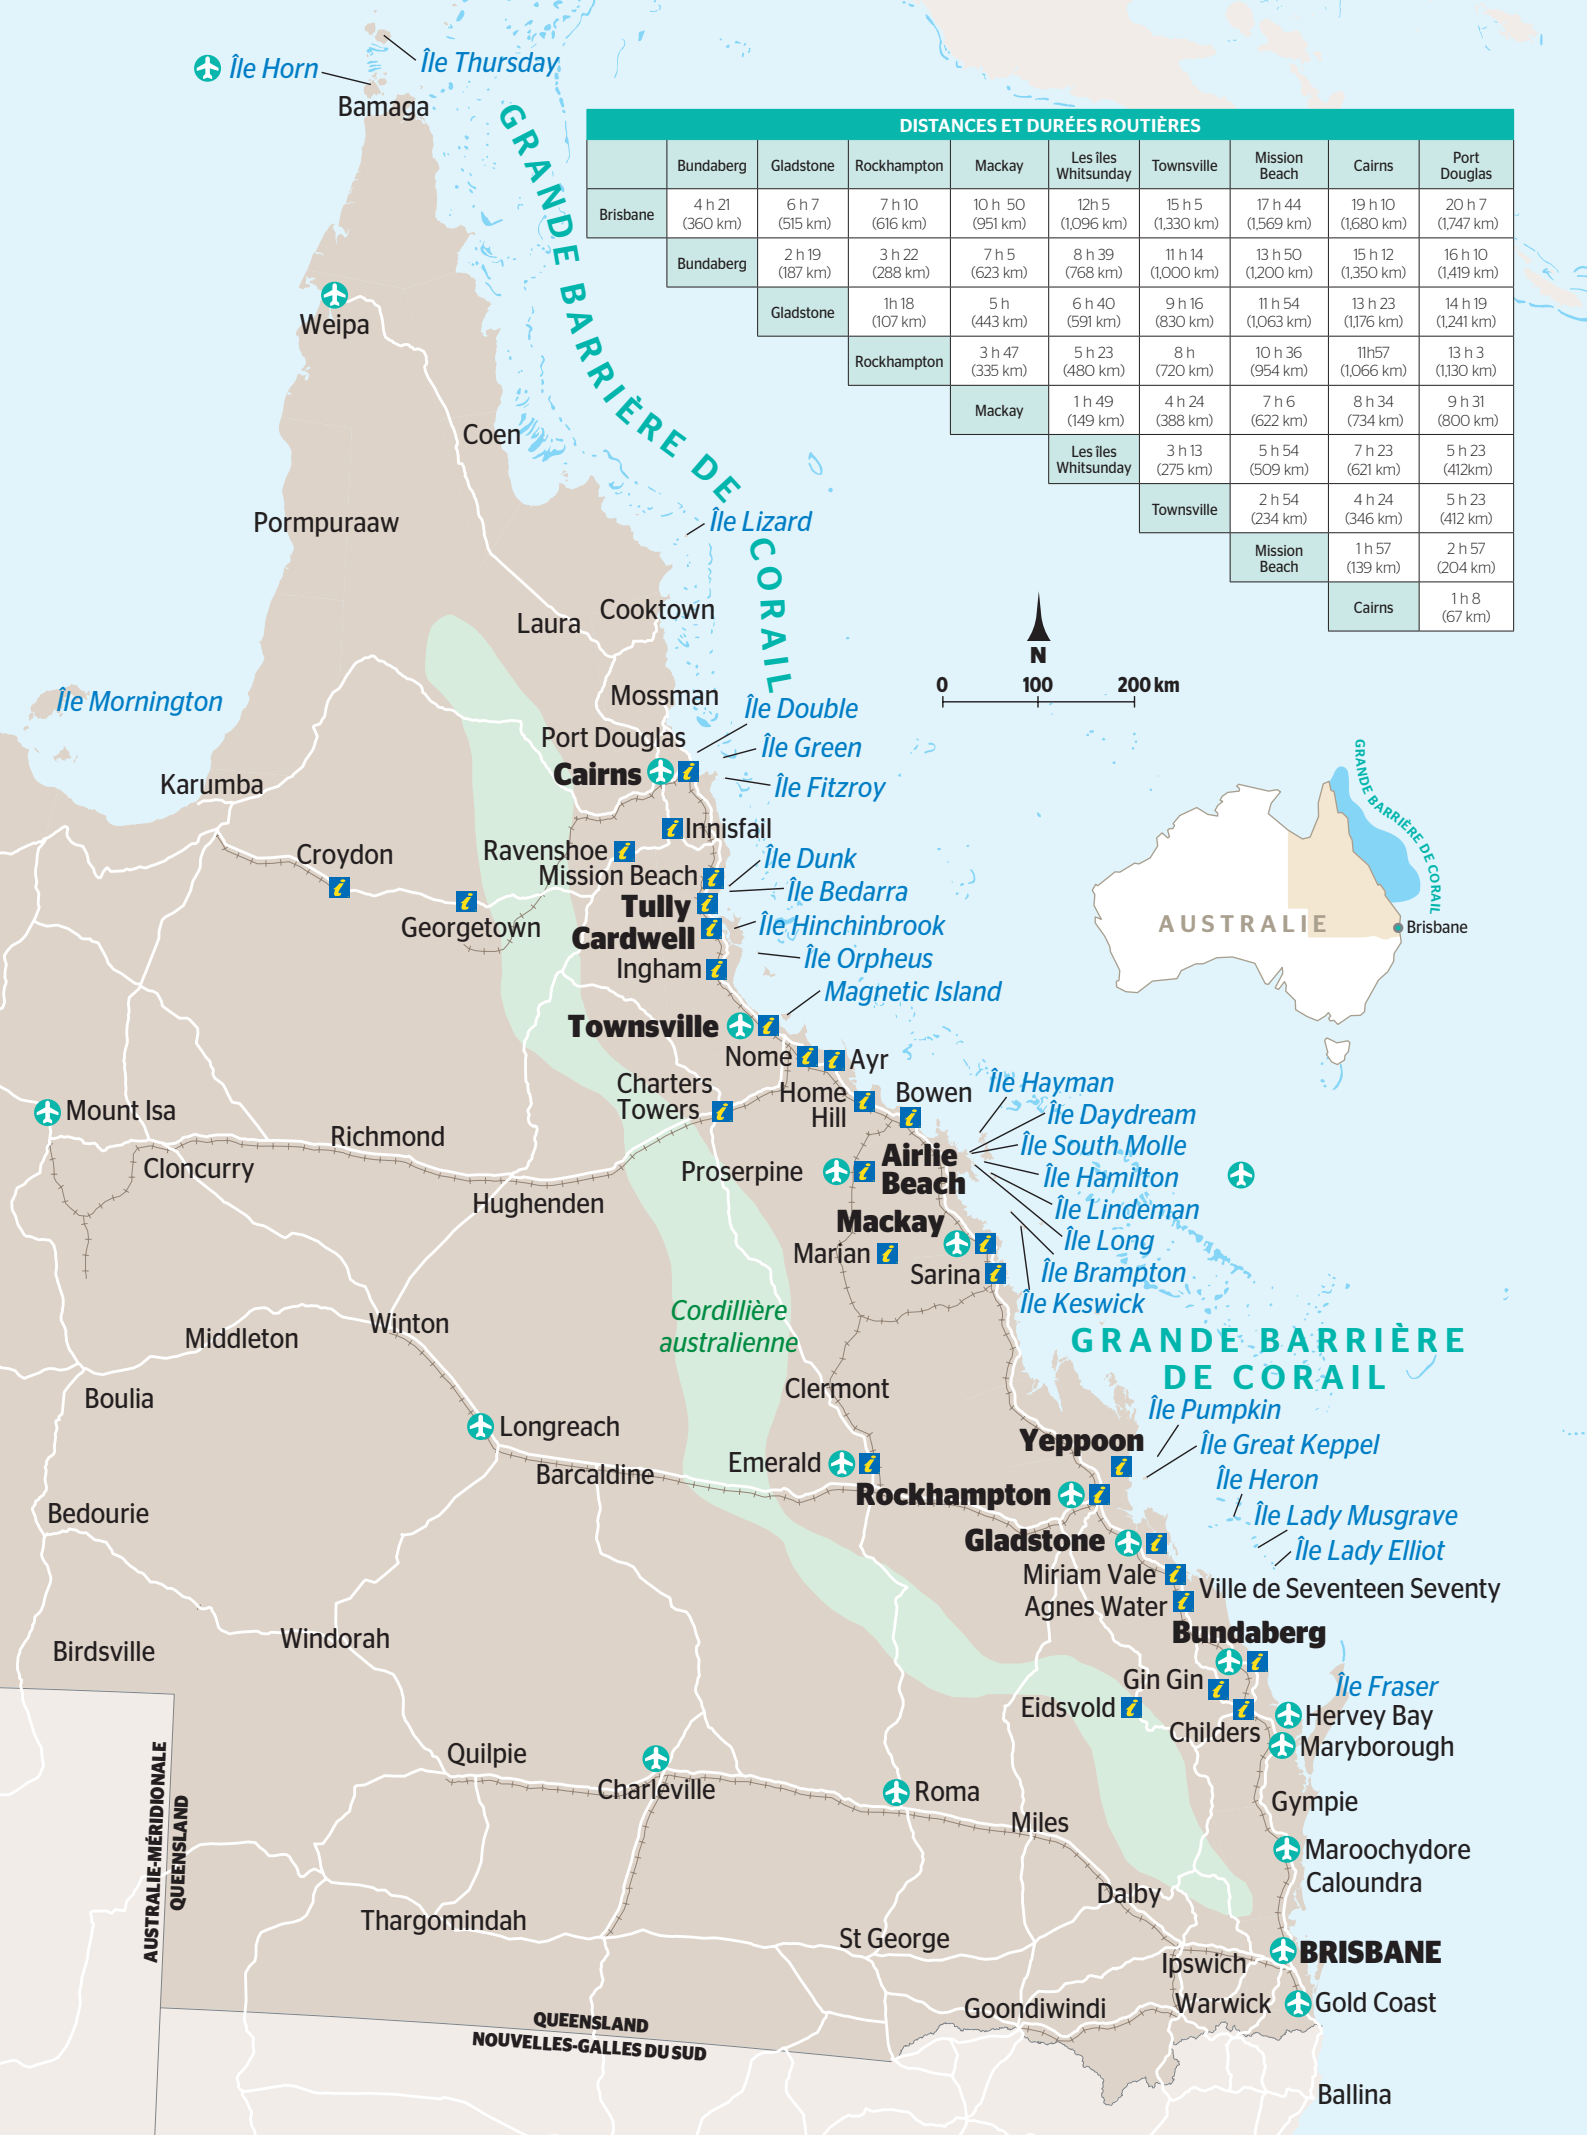 Île Thursday
Île Horn
Bamaga
GRANDE BARRIÈRE DE CORAIL
DISTANCES ET DURÉES ROUTIÈRES
Bundaberg Gladstone Rockhampton Mackay Les îles Whitsunday Townsville Mission Beach Cairns Port Douglas
Brisbane 4 h 21 (360 km) 6 h 7 (515 km) 7 h 10 (616 km) 10 h 50 (951 km) 12h 5 (1,096 km) 15 h 5 (1,330 km) 17 h 44 (1,569 km) 19 h 10 (1,680 km) 20 h 7 (1,747 km)
Bundaberg 2 h 19 (187 km) 3 h 22 (288 km) 7 h 5 (623 km) 8 h 39 (768 km) 11 h 14 (1,000 km) 13 h 50 (1,200 km) 15 h 12 (1,350 km) 16 h 10 (1,419 km)
Gladstone 1h 18 (107 km) 5 h (443 km) 6 h 40 (591 km) 9 h 16 (830 km) 11 h 54 (1,063 km) 13 h 23 (1,176 km) 14 h 19 (1,241 km)
Rockhampton 3 h 47 (335 km) 5 h 23 (480 km) 8 h (720 km) 10 h 36 (954 km) 11h57 (1,066 km) 13 h 3 (1,130 km)
Mackay 1 h 49 (149 km) 4 h 24 (388 km) 7 h 6 (622 km) 8 h 34 (734 km) 9 h 31 (800 km)
Les îles Whitsunday 3 h 13 (275 km) 5 h 54 (509 km) 7 h 23 (621 km) 5 h 23 (412km)
Townsville 2 h 54 (234 km) 4 h 24 (346 km) 5 h 23 (412 km)
Mission Beach 1 h 57 (139 km) 2 h 57 (204 km)
Cairns 1 h 8 (67 km)
Weipa
Coen
Pormpuraaw
Île Lizard
Cooktown
Laura
N
0 100 200 km
Île Mornington
Mossman
Île Double
Port Douglas
Île Green
Cairns
Île Fitzroy
Karumba
Innisfail
Ravenshoe
Croydon
Île Dunk
Mission Beach
Île Bedarra
Tully
Georgetown
Île Hinchinbrook
Cardwell
Île Orpheus
Ingham
Magnetic Island
Townsville
GRANDE BARRIÈRE DE CORAIL
AUSTRALIE
Brisbane
Nome
Ayr
Charters
Towers
Home
Hill
Bowen
Île Hayman
Île Daydream
Mount Isa
Richmond
Île South Molle
Cloncurry
Proserpine
Airlie
Beach
Île Hamilton
Hughenden
Île Lindeman
Mackay
Île Long
Marian
Sarina
Île Brampton
Île Keswick
Cordillière
australienne
Winton
Middleton
GRANDE BARRIÈRE
DE CORAIL
Boulia
Clermont
Île Pumpkin
Longreach
Yeppoon
Île Great Keppel
Emerald
Barcaldine
Île Heron
Rockhampton
Bedourie
Île Lady Musgrave
Gladstone
Île Lady Elliot
Miriam Vale
Ville de Seventeen Seventy
Agnes Water
Windorah
Bundaberg
Birdsville
Gin Gin
Île Fraser
Eidsvold
Hervey Bay
Childers
Maryborough
Quilpie
Charleville
Roma
Gympie
Miles
Maroochydore
AUSTRALIE-MÉRIDIONALE
QUEENSLAND
Caloundra
Dalby
Thargomindah
St George
BRISBANE
Ipswich
Goondiwindi
Warwick
Gold Coast
QUEENSLAND
NOUVELLES-GALLES DU SUD
Ballina